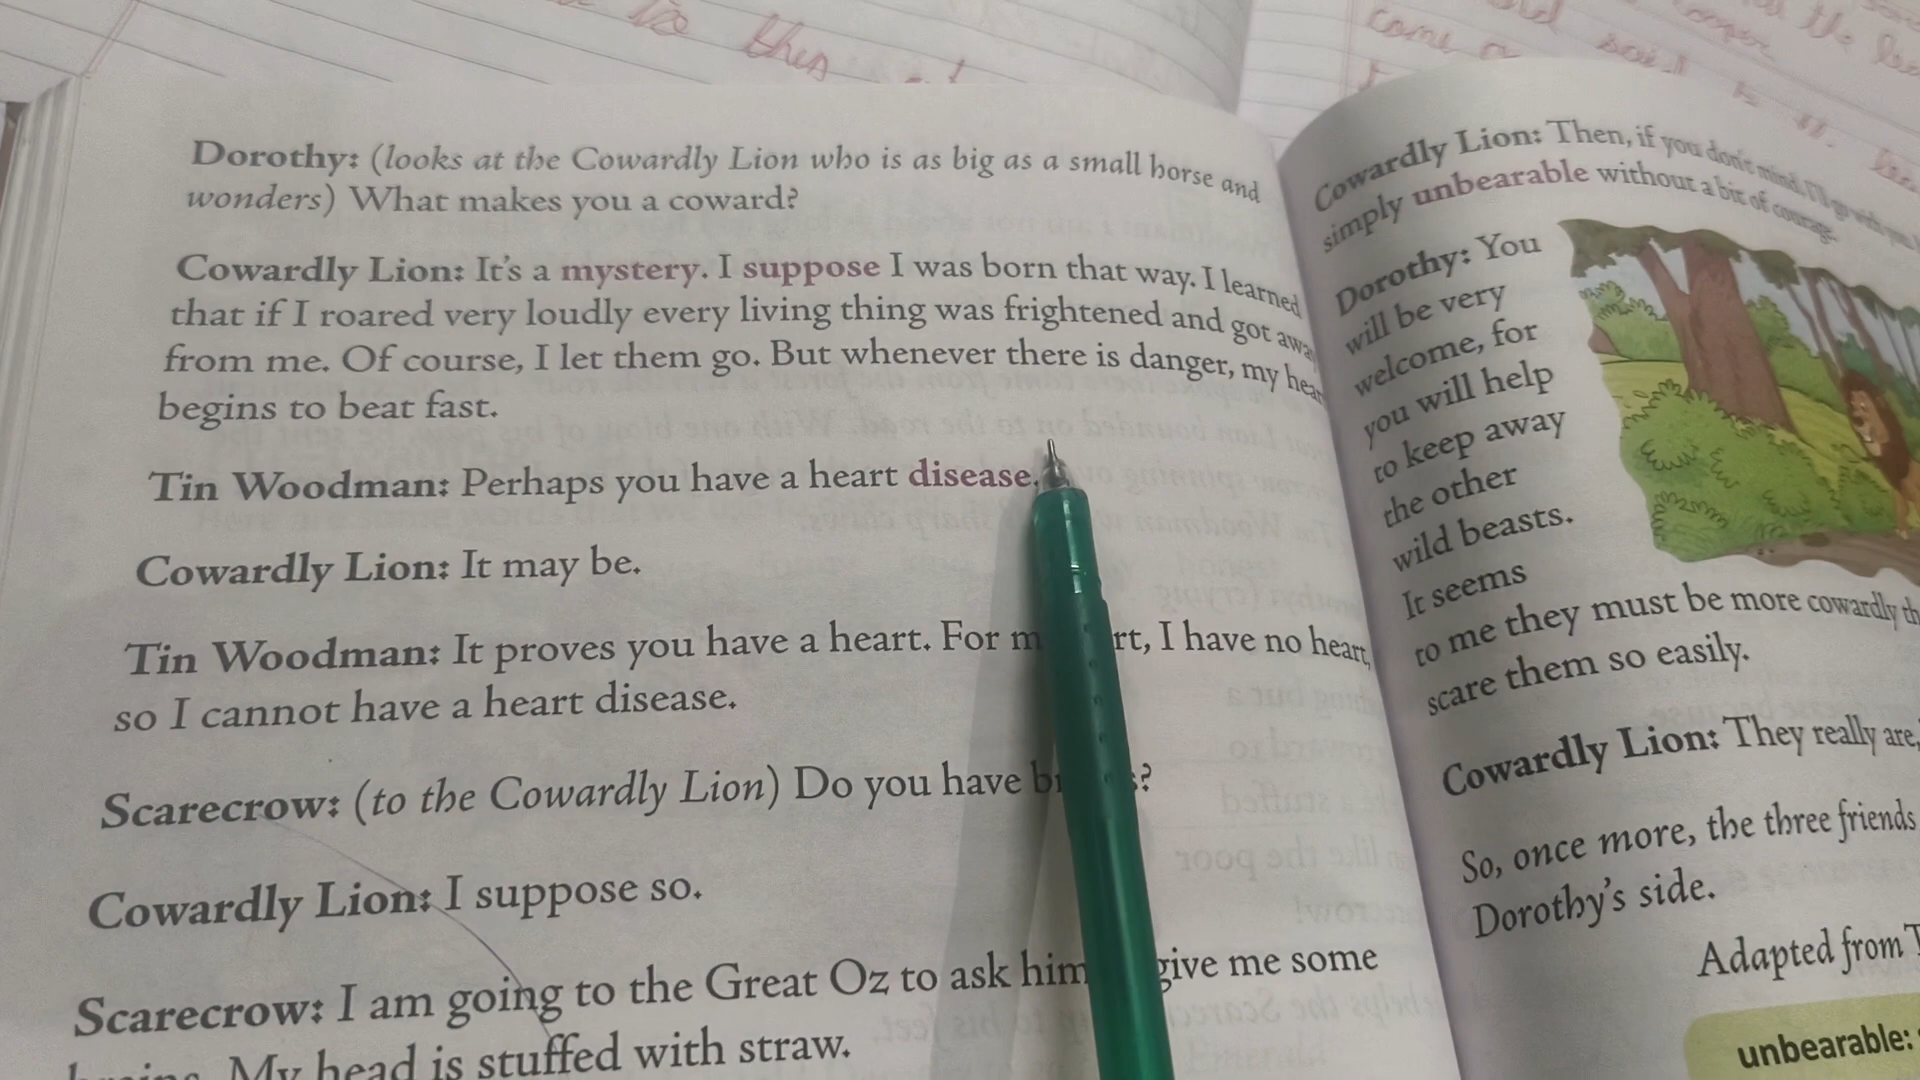 Dorothy: (looks at the Cowardly Lion who is as big as a small horse and
wonders) What makes you a coward?
Cowardly Lion: It's a mystery. I suppose I was born that way. I learned
that if I roared very loudly every living thing was frightened and got
from me. Of course, I let them go. But whenever there is danger, my
begins to beat fast.
Tin Woodman: Perhaps you have a heart disease.
Cowardly Lion: It may be.
Tin Woodman: It proves you have a heart. For I have no heart,
so I cannot have a heart disease.
Scarecrow: (to the Cowardly Lion) Do you have
Cowardly Lion: I suppose so.
Scarecrow: I am going to the Great Oz to ask him give me some
My head is stuffed with straw.
Cowardly Lion: Then, if you don't mind, I'll go with you,
simply unbearable without a bit of courage.
Dorothy: You
will be very
welcome, for
you will help
to keep away
the other
wild beasts.
It seems
to me they must be more cowardly
scare them so easily.
Cowardly Lion: They really are,
So, once more, the three friends
Dorothy's side.
Adapted from
unbearable: